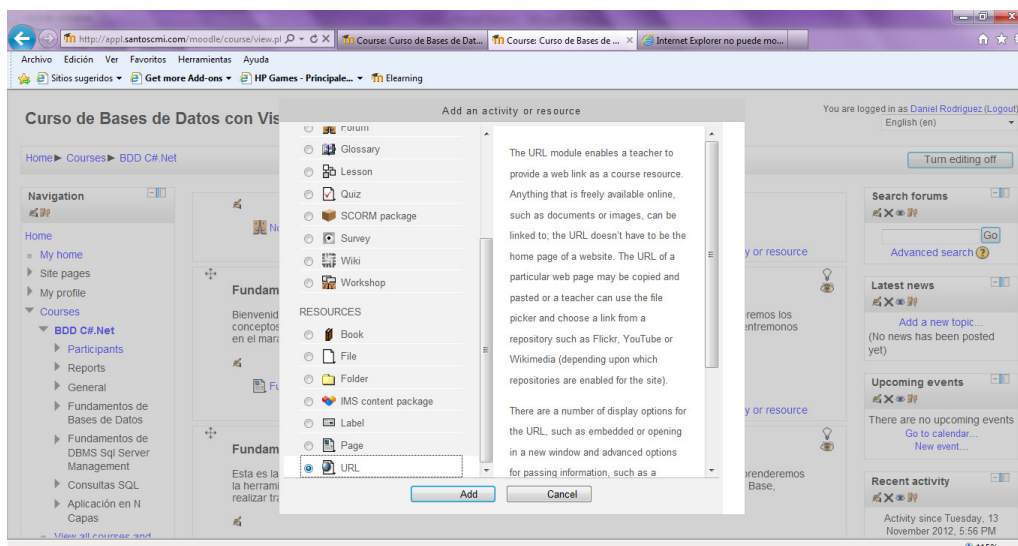 http://appl.santoscmi.com/moodle/course/view.pl
Course: Curso de Bases de Dat...
Course: Curso de Bases de ...
Internet Explorer no puede mo...
Archivo Edición Ver Favoritos Herramientas Ayuda
Sitios sugeridos Get more Add-ons HP Games - Principale... Elearning
Curso de Bases de Datos con Vis
You are logged in as Daniel Rodriguez (Logout)
English (en)
Home Courses BDD C#.Net
Turn editing off
Navigation
Home
My home
Site pages
My profile
Courses
BDD C#.Net
Participants
Reports
General
Fundamentos de
Bases de Datos
Fundamentos de
DBMS Sql Server
Management
Consultas SQL
Aplicación en N
Capas
View all courses and
No
Fundam
Bienvenid
conceptos
en el mara
Fu
Fundam
Esta es la
la herrami
realizar tra
Add an activity or resource
Forum
Glossary
Lesson
Quiz
SCORM package
Survey
Wiki
Workshop
RESOURCES
Book
File
Folder
IMS content package
Label
Page
URL
The URL module enables a teacher to
provide a web link as a course resource.
Anything that is freely available online,
such as documents or images, can be
linked to; the URL doesn't have to be the
home page of a website. The URL of a
particular web page may be copied and
pasted or a teacher can use the file
picker and choose a link from a
repository such as Flickr, YouTube or
Wikimedia (depending upon which
repositories are enabled for the site).
There are a number of display options for
the URL, such as embedded or opening
in a new window and advanced options
for passing information, such as a
Add
Cancel
y or resource
remos los
entremonos
y or resource
prenderemos
Base,
Search forums
Go
Advanced search
Latest news
Add a new topic...
(No news has been posted
yet)
Upcoming events
There are no upcoming events
Go to calendar...
New event...
Recent activity
Activity since Tuesday, 13
November 2012, 5:56 PM